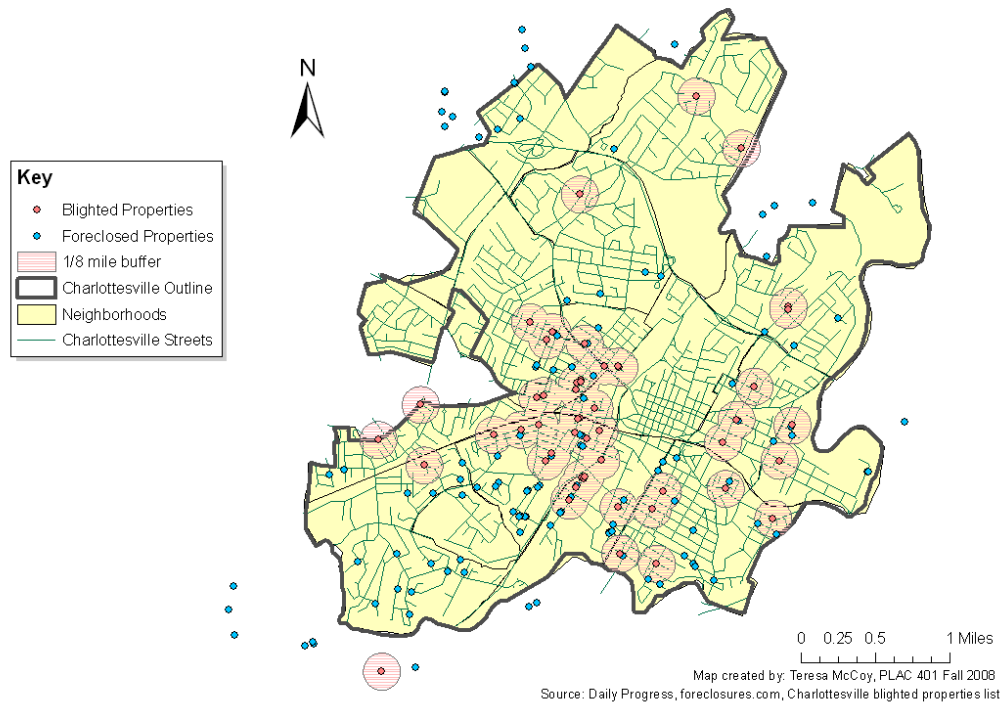 N
Key
Blighted Properties
Foreclosed Properties
1/8 mile buffer
Charlottesville Outline
Neighborhoods
Charlottesville Streets
0 0.25 0.5 1 Miles
Map created by: Teresa McCoy, PLAC 401 Fall 2008
Source: Daily Progress, foreclosures.com, Charlottesville blighted properties list